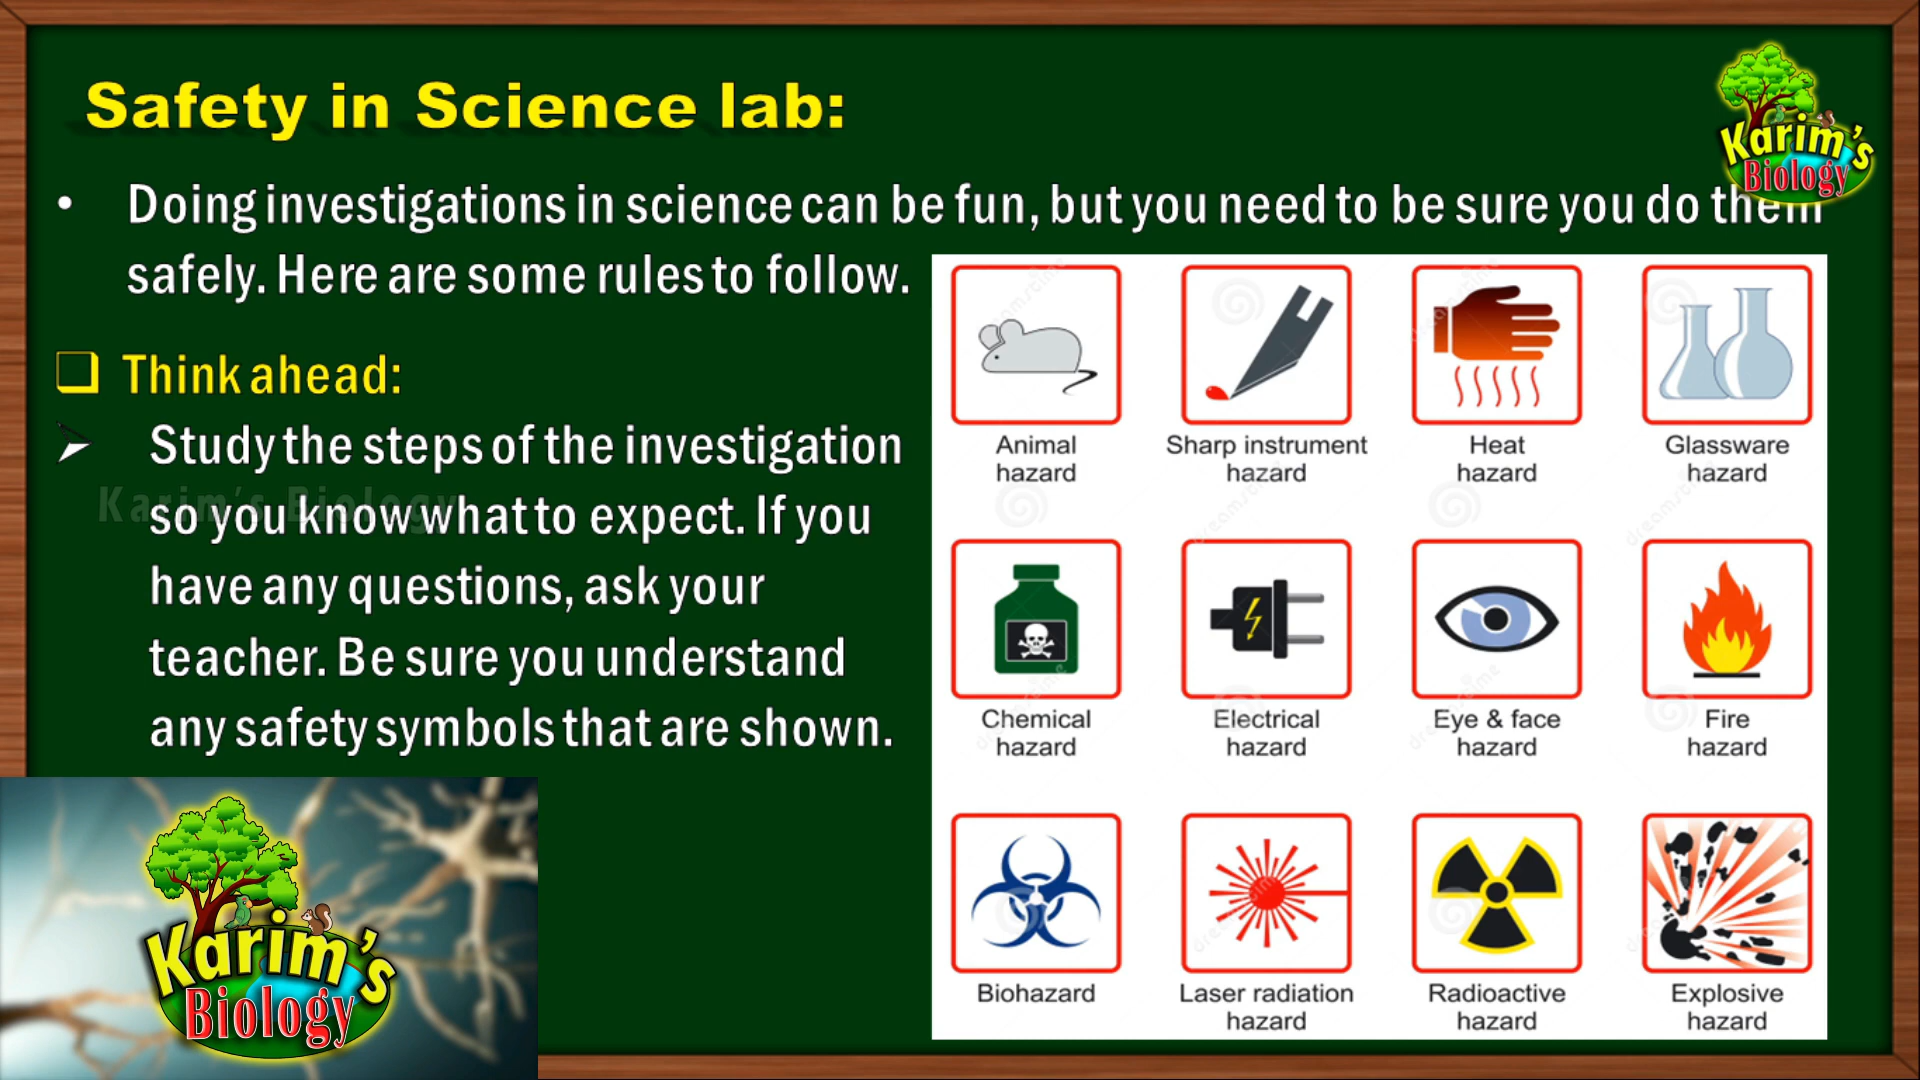 Safety in Science lab:
Karim's
Biology
• Doing investigations in science can be fun, but you need to be sure you do them
safely. Here are some rules to follow.
Think ahead:
Study the steps of the investigation
so you know what to expect. If you
have any questions, ask your
teacher. Be sure you understand
any safety symbols that are shown.
Karim's Biology
Animal
hazard
Sharp instrument
hazard
Heat
hazard
Glassware
hazard
Chemical
hazard
Electrical
hazard
Eye & face
hazard
Fire
hazard
Biohazard
Laser radiation
hazard
Radioactive
hazard
Explosive
hazard
Karim's
Biology